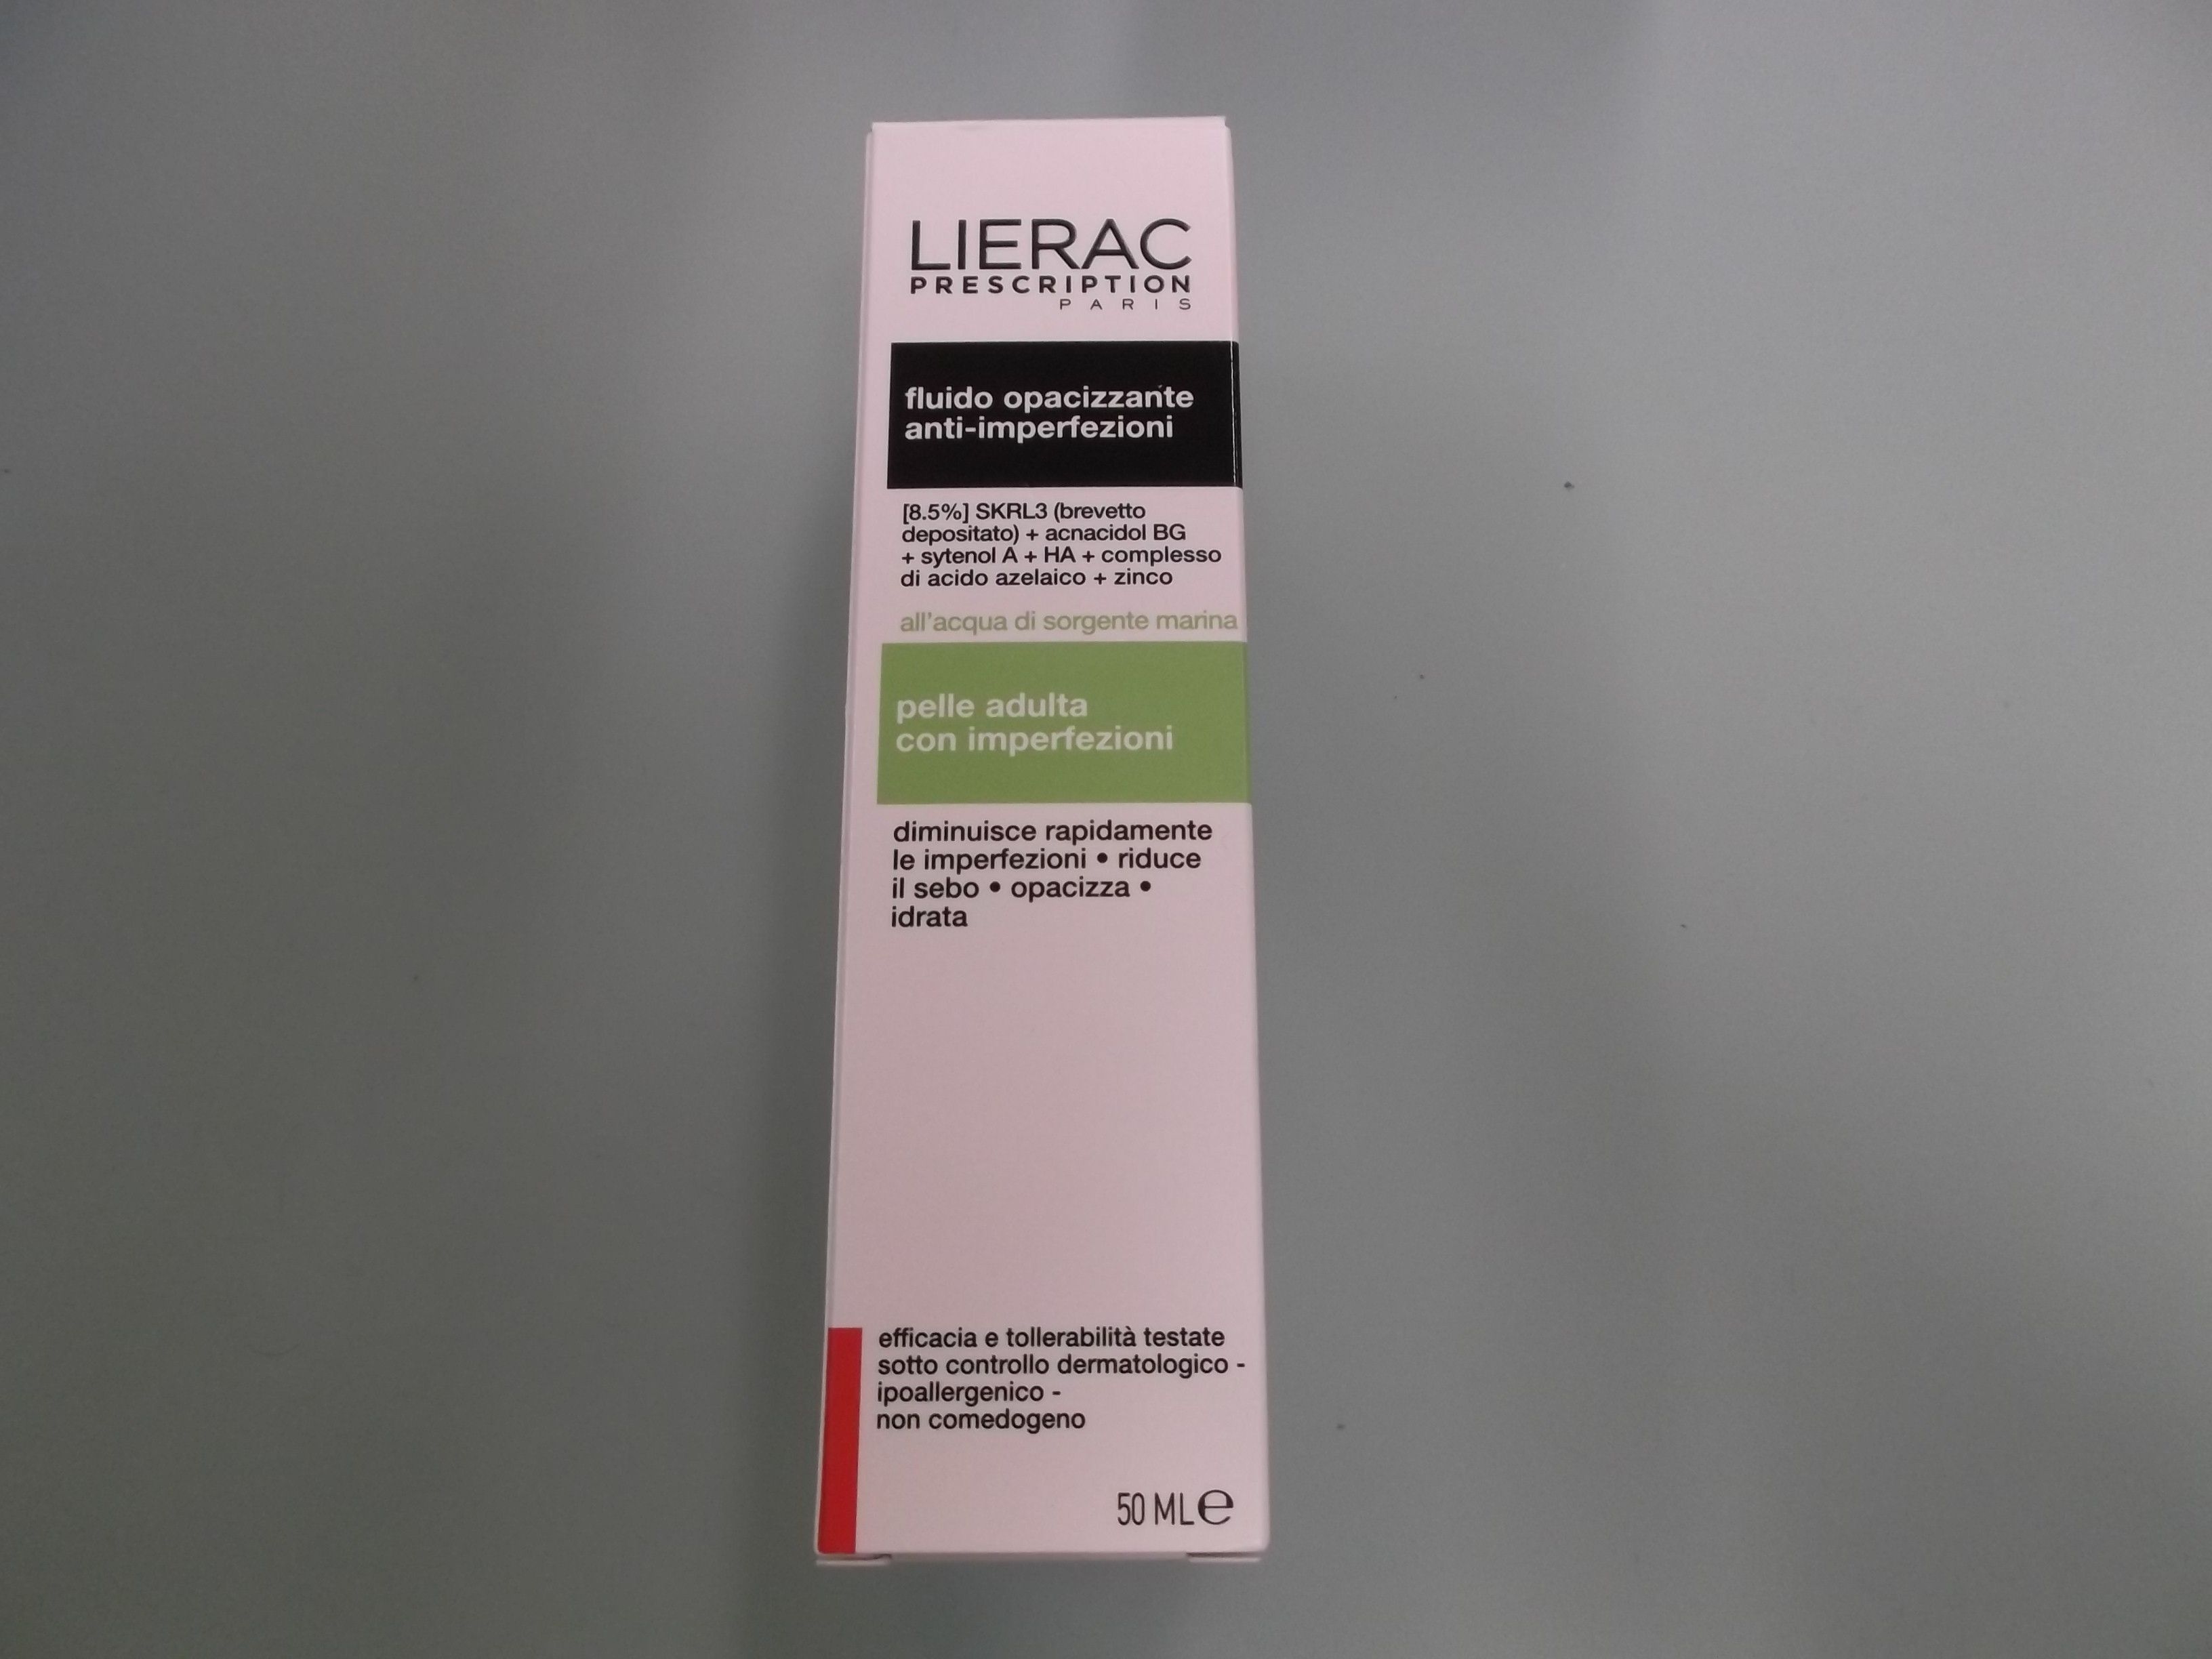 LIERAC
PRESCRIPTION
PARIS
fluido opacizzante
anti-imperfezioni
[8.5%] SKRL3 (brevetto
depositato) + acnacidol BG
+ sytenol A + HA + complesso
di acido azelaico + zinco
all'acqua di sorgente marina
pelle adulta
con imperfezioni
diminuisce rapidamente
le imperfezioni • riduce
il sebo • opacizza •
idrata
efficacia e tollerabilità testate
sotto controllo dermatologico -
ipoallergenico -
non comedogeno
50 ML℮